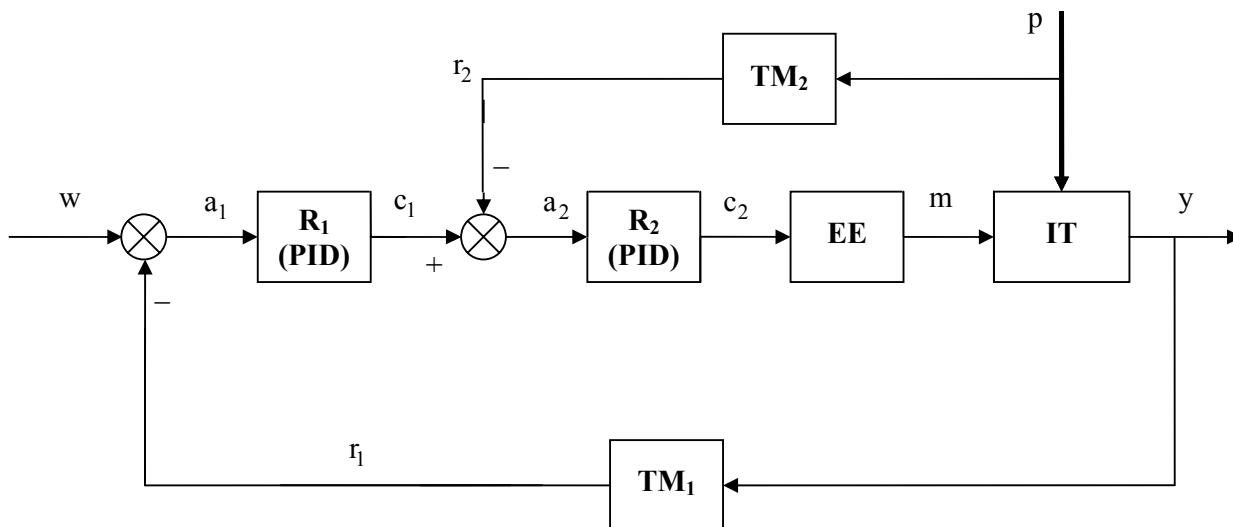 p
r₂
TM₂
−
w
a₁
R₁
(PID)
c₁
+
a₂
R₂
(PID)
c₂
EE
m
IT
y
−
r₁
TM₁